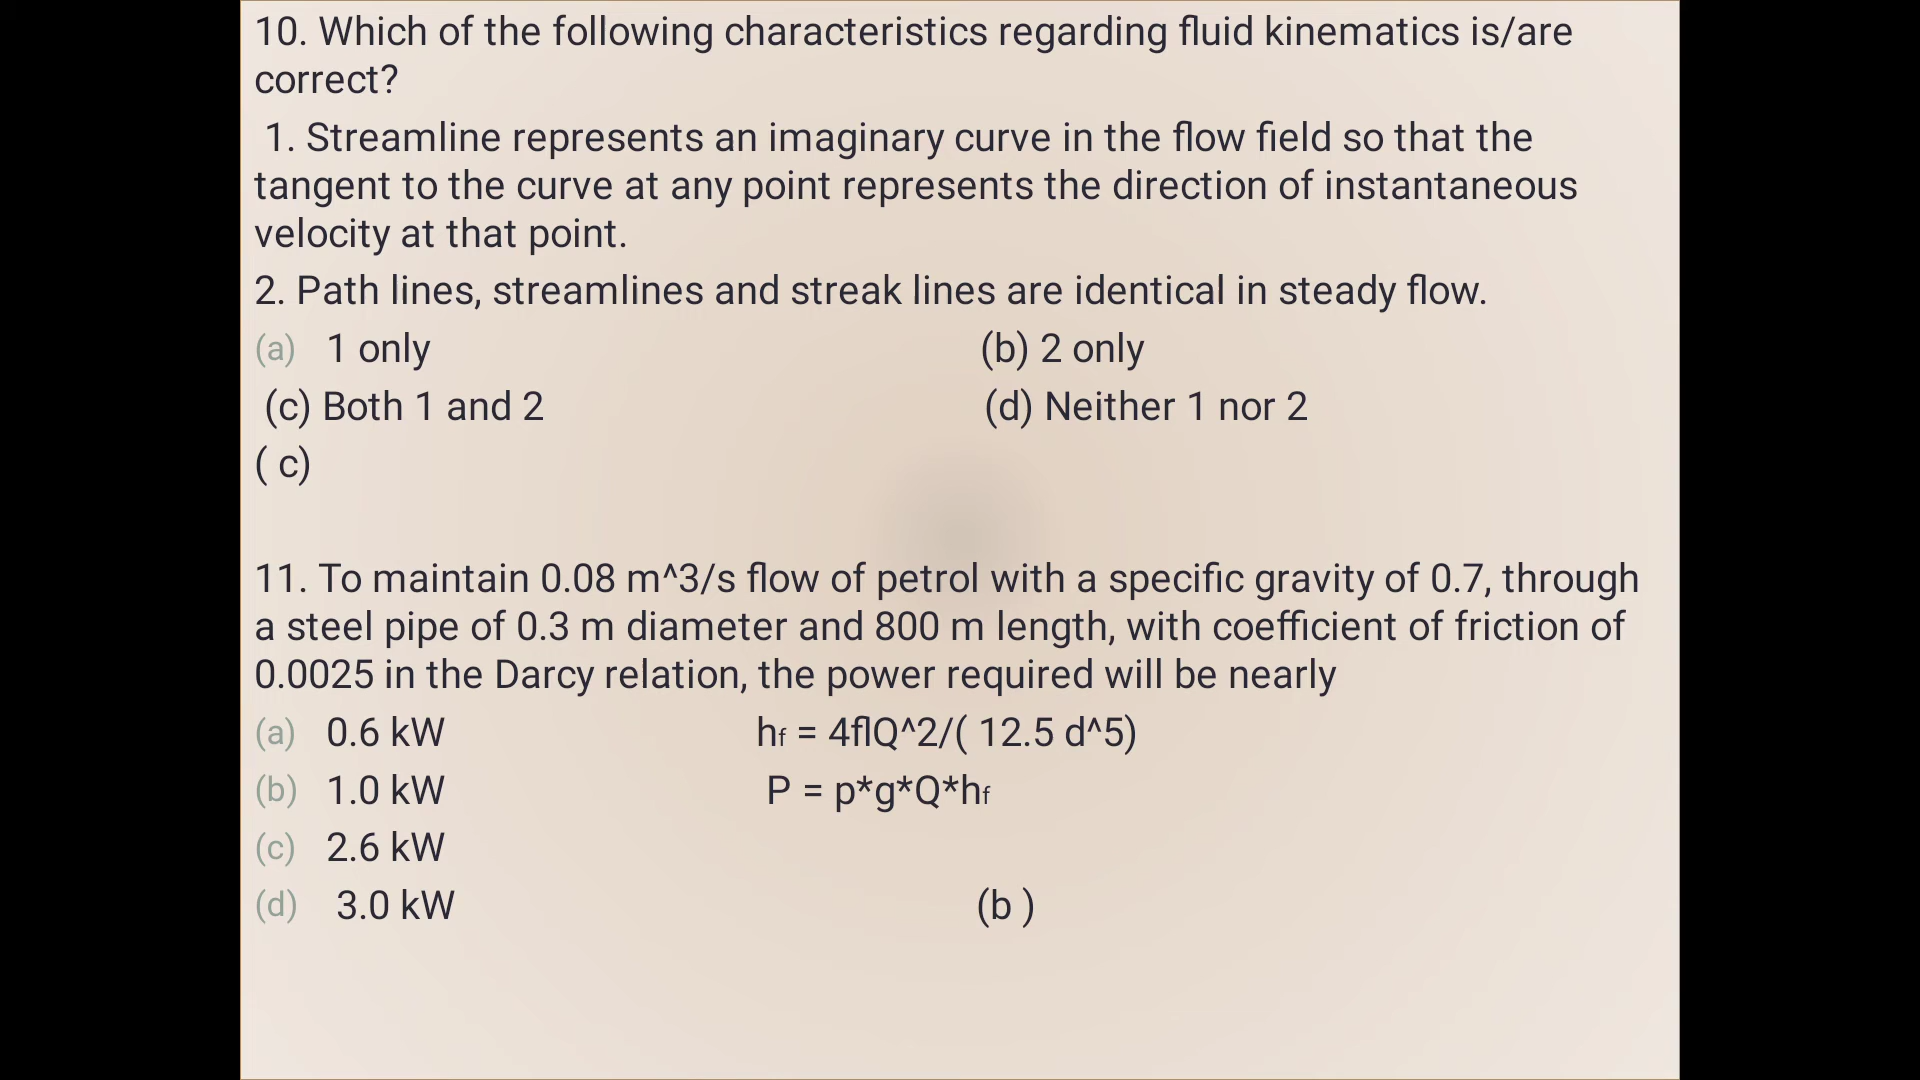 10. Which of the following characteristics regarding fluid kinematics is/are
correct?
1. Streamline represents an imaginary curve in the flow field so that the
tangent to the curve at any point represents the direction of instantaneous
velocity at that point.
2. Path lines, streamlines and streak lines are identical in steady flow.
(a) 1 only (b) 2 only
(c) Both 1 and 2 (d) Neither 1 nor 2
( c)
11. To maintain 0.08 m^3/s flow of petrol with a specific gravity of 0.7, through
a steel pipe of 0.3 m diameter and 800 m length, with coefficient of friction of
0.0025 in the Darcy relation, the power required will be nearly
(a) 0.6 kW hf = 4flQ^2/( 12.5 d^5)
(b) 1.0 kW P = p*g*Q*hf
(c) 2.6 kW
(d) 3.0 kW (b )